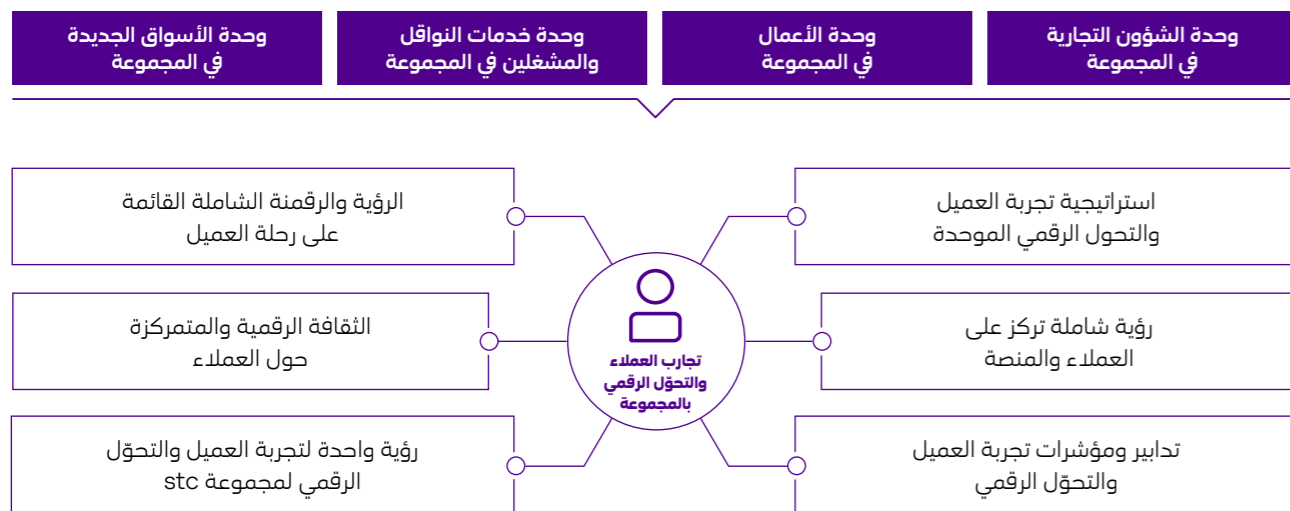 وحدة الشؤون التجارية
في المجموعة
وحدة الأعمال
في المجموعة
وحدة خدمات النواقل
والمشغلين في المجموعة
وحدة الأسواق الجديدة
في المجموعة
استراتيجية تجربة العميل
والتحول الرقمي الموحدة
الرؤية والرقمنة الشاملة القائمة
على رحلة العميل
رؤية شاملة تركز على
العملاء والمنصة
تجارب العملاء
والتحوّل الرقمي
بالمجموعة
الثقافة الرقمية والمتمركزة
حول العملاء
تدابير ومؤشرات تجربة العميل
والتحوّل الرقمي
رؤية واحدة لتجربة العميل والتحوّل
الرقمي لمجموعة stc